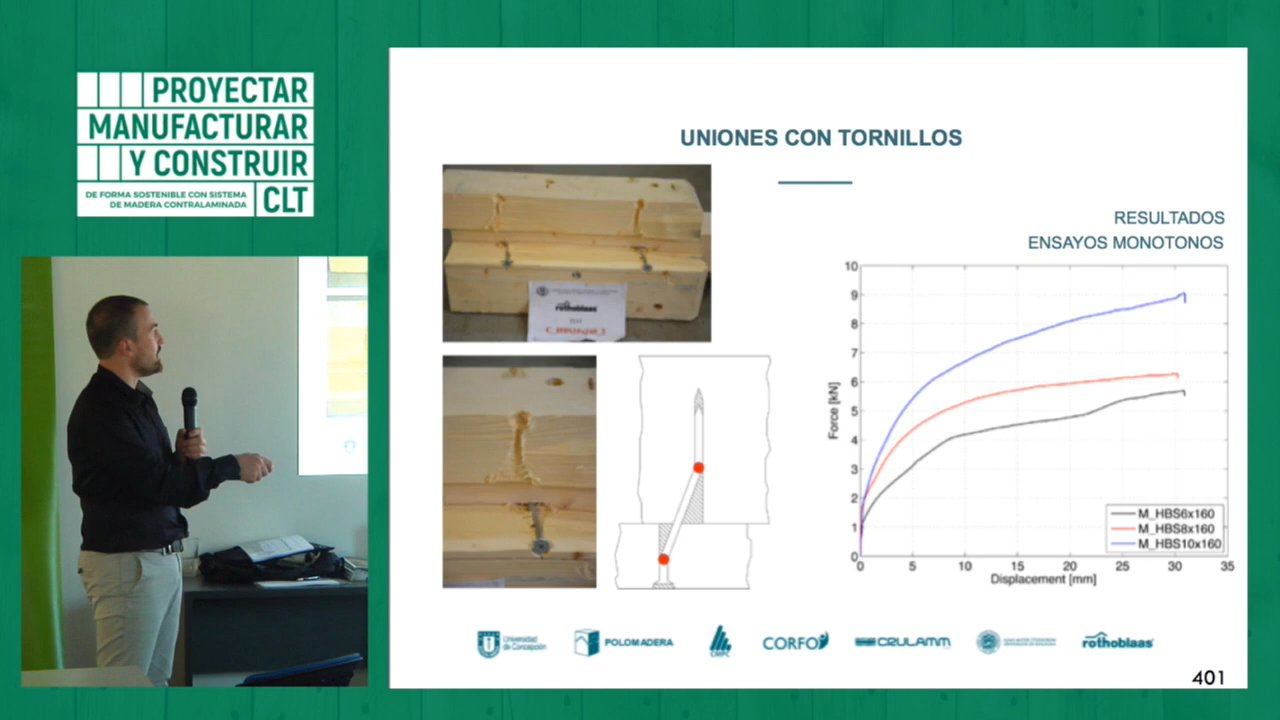 PROYECTAR
MANUFACTURAR
Y CONSTRUIR
DE FORMA SOSTENIBLE CON SISTEMA
DE MADERA CONTRALAMINADA
CLT
UNIONES CON TORNILLOS
RESULTADOS
ENSAYOS MONOTONOS
rothoblaas
Force [kN]
10
9
8
7
6
5
4
3
2
1
0
0 5 10 15 20 25 30 35
Displacement [mm]
M_HBS6x160
M_HBS8x160
M_HBS10x160
Universidad
de Concepción
POLOMADERA
CMPC
CORFO
CRULAMM
rothoblaas
401